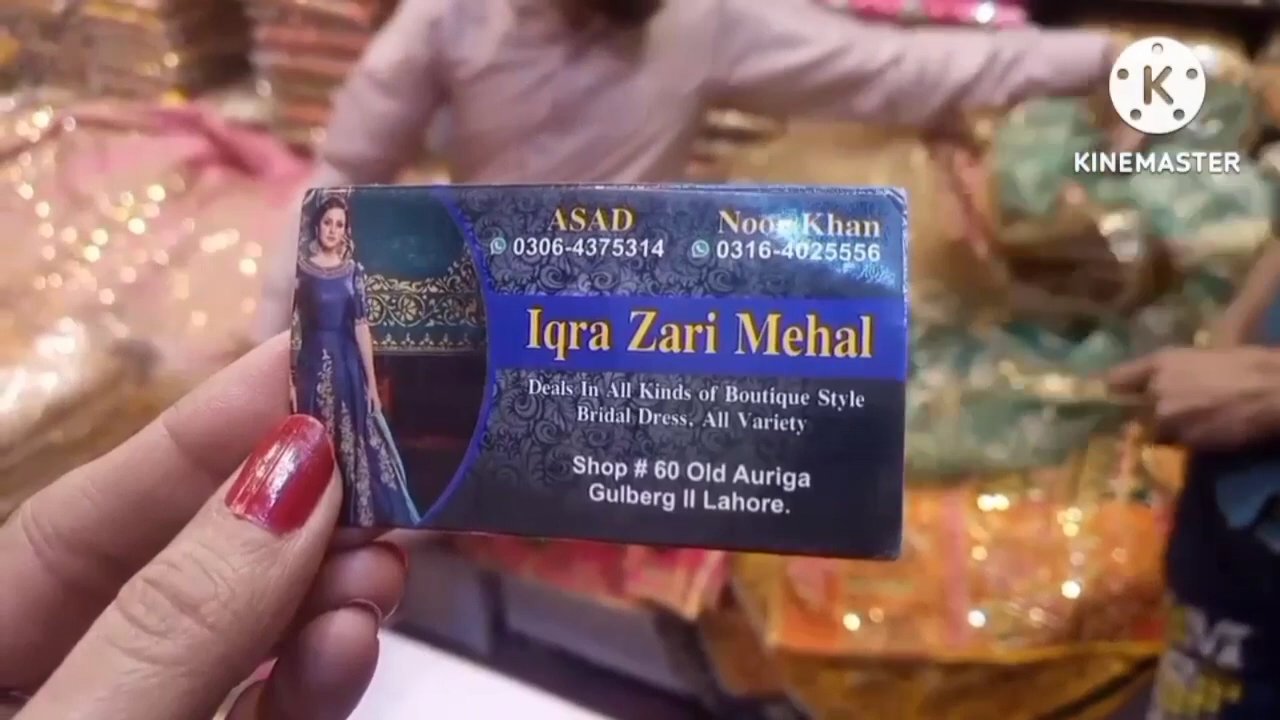 K
KINEMASTER
ASAD
0306-4375314
Noor Khan
0316-4025556
Iqra Zari Mehal
Deals In All Kinds of Boutique Style
Bridal Dress, All Variety
Shop # 60 Old Auriga
Gulberg II Lahore.